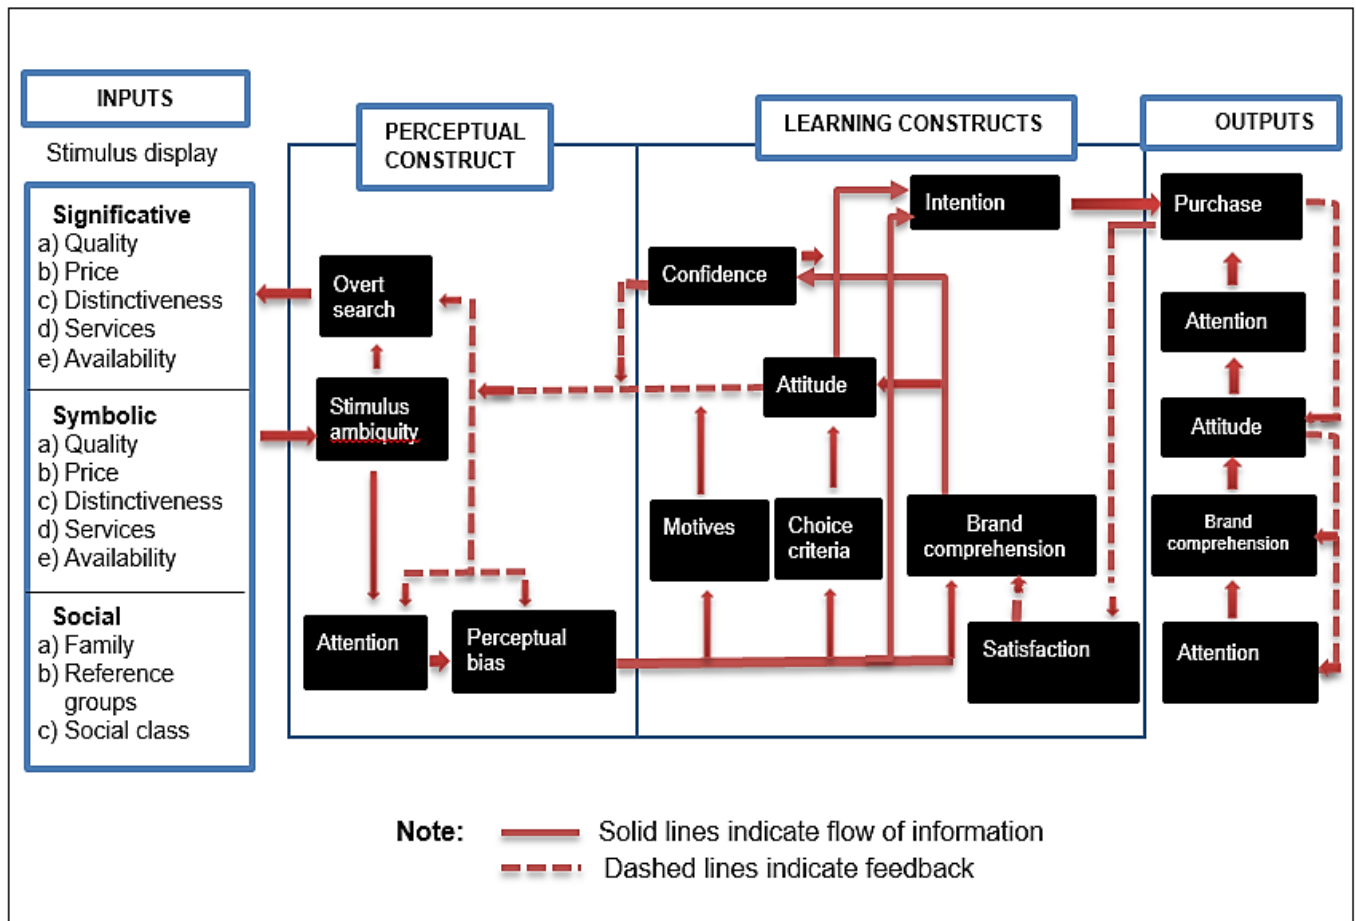 INPUTS
Stimulus display
Significative
a) Quality
b) Price
c) Distinctiveness
d) Services
e) Availability
Symbolic
a) Quality
b) Price
c) Distinctiveness
d) Services
e) Availability
Social
a) Family
b) Reference
groups
c) Social class
PERCEPTUAL
CONSTRUCT
Overt
search
Stimulus
ambiquity
Attention
Perceptual
bias
LEARNING CONSTRUCTS
Intention
Confidence
Attitude
Motives
Choice
criteria
Brand
comprehension
Satisfaction
OUTPUTS
Purchase
Attention
Attitude
Brand
comprehension
Attention
Note:
Solid lines indicate flow of information
Dashed lines indicate feedback